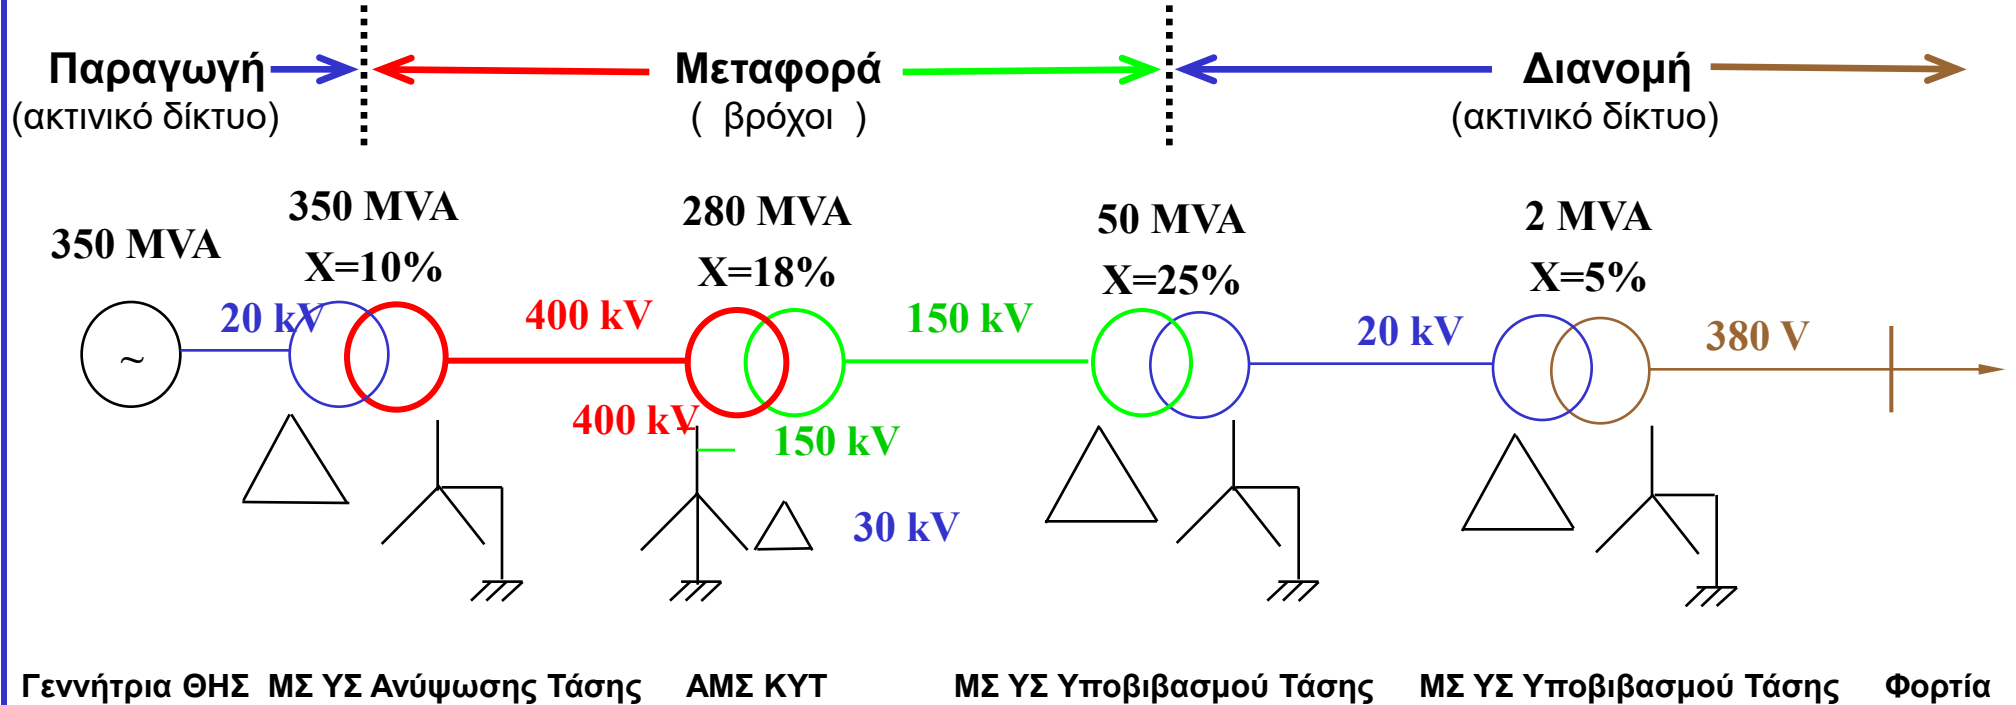 Παραγωγή
(ακτινικό δίκτυο)
Μεταφορά
( βρόχοι )
Διανομή
(ακτινικό δίκτυο)
350 MVA
350 MVA
X=10%
280 MVA
X=18%
50 MVA
X=25%
2 MVA
X=5%
~
20 kV
400 kV
150 kV
20 kV
380 V
400 kV
150 kV
30 kV
Γεννήτρια ΘΗΣ
ΜΣ ΥΣ Ανύψωσης Τάσης
ΑΜΣ ΚΥΤ
ΜΣ ΥΣ Υποβιβασμού Τάσης
ΜΣ ΥΣ Υποβιβασμού Τάσης
Φορτία